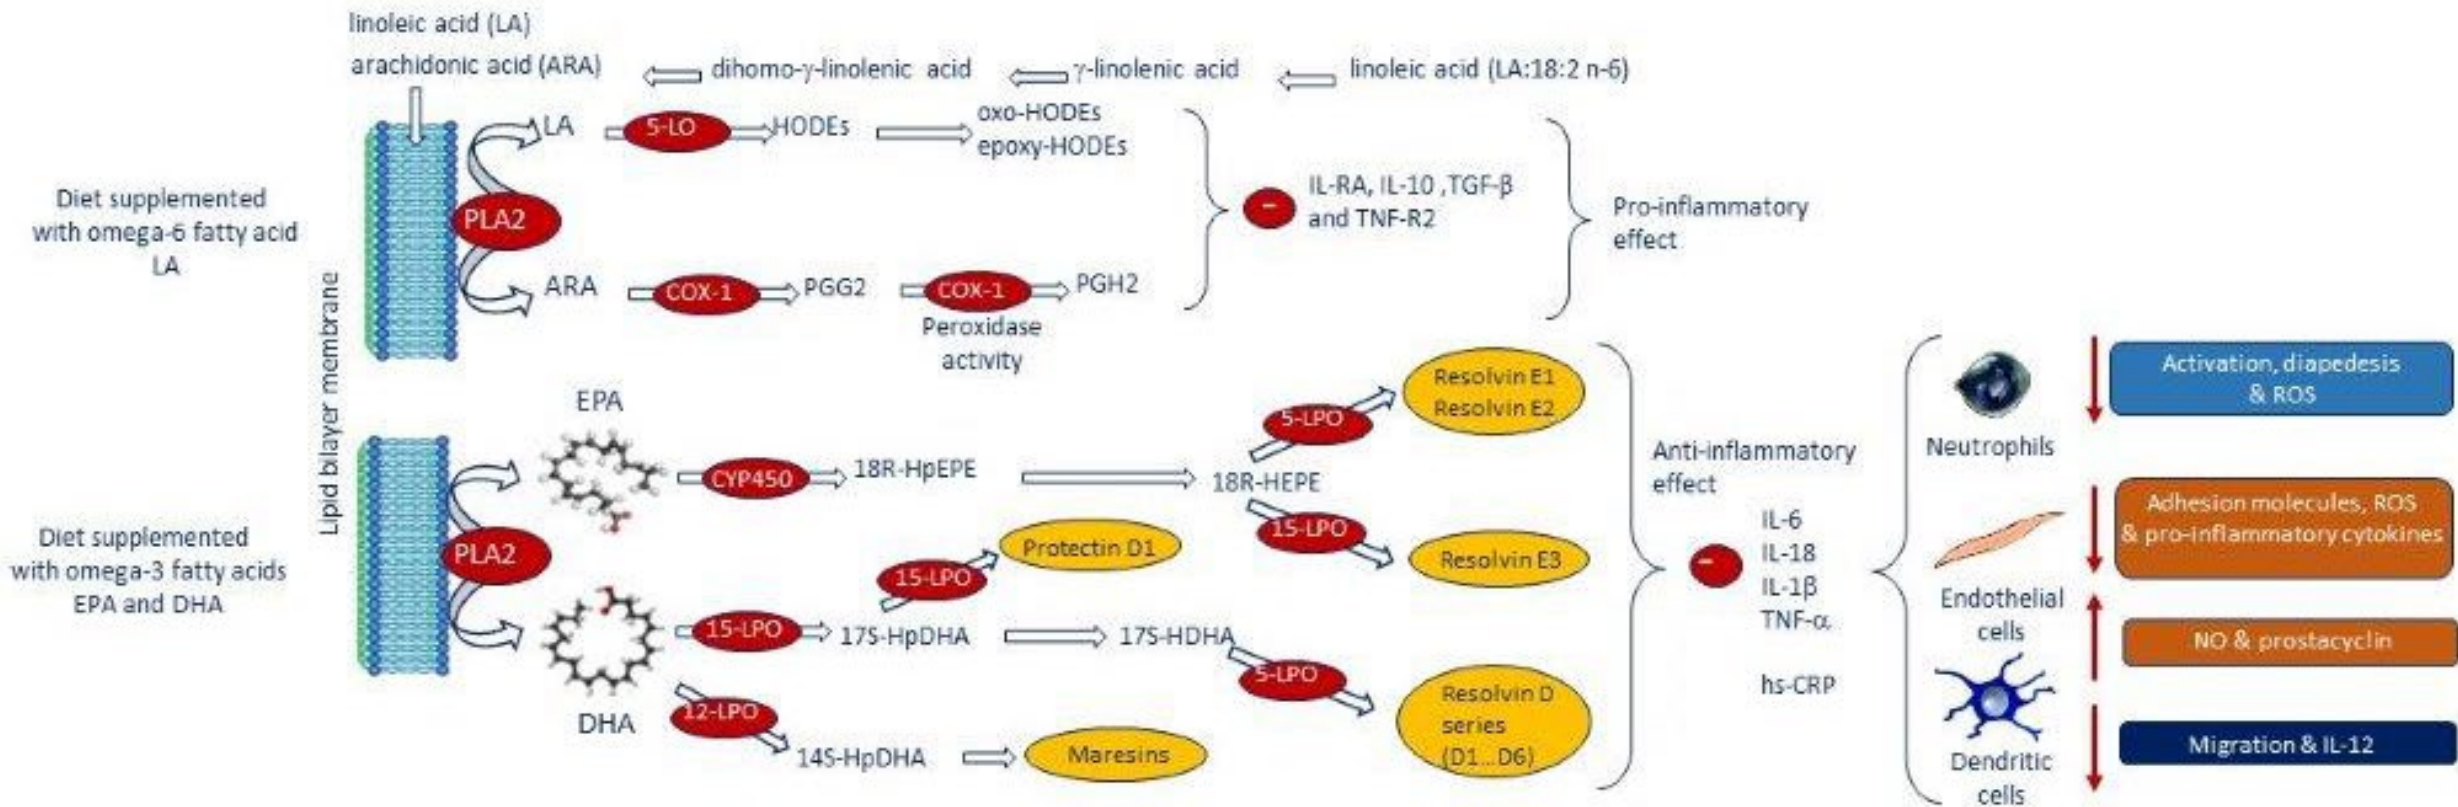 linoleic acid (LA)
arachidonic acid (ARA)
dihomo-γ-linolenic acid
γ-linolenic acid
linoleic acid (LA:18:2 n-6)
Diet supplemented
with omega-6 fatty acid
LA
PLA2
LA
5-LO
HODEs
oxo-HODEs
epoxy-HODEs
ARA
COX-1
PGG2
COX-1
PGH2
Peroxidase
activity
-
IL-RA, IL-10 ,TGF-β
and TNF-R2
Pro-inflammatory
effect
Lipid bilayer membrane
Diet supplemented
with omega-3 fatty acids
EPA and DHA
PLA2
EPA
CYP450
18R-HpEPE
18R-HEPE
5-LPO
Resolvin E1
Resolvin E2
15-LPO
Resolvin E3
DHA
15-LPO
17S-HpDHA
15-LPO
Protectin D1
17S-HDHA
5-LPO
Resolvin D
series
(D1...D6)
12-LPO
14S-HpDHA
Maresins
Anti-inflammatory
effect
-
IL-6
IL-18
IL-1β
TNF-α
hs-CRP
Neutrophils
Activation, diapedesis
& ROS
Endothelial
cells
Adhesion molecules, ROS
& pro-inflammatory cytokines
NO & prostacyclin
Dendritic
cells
Migration & IL-12